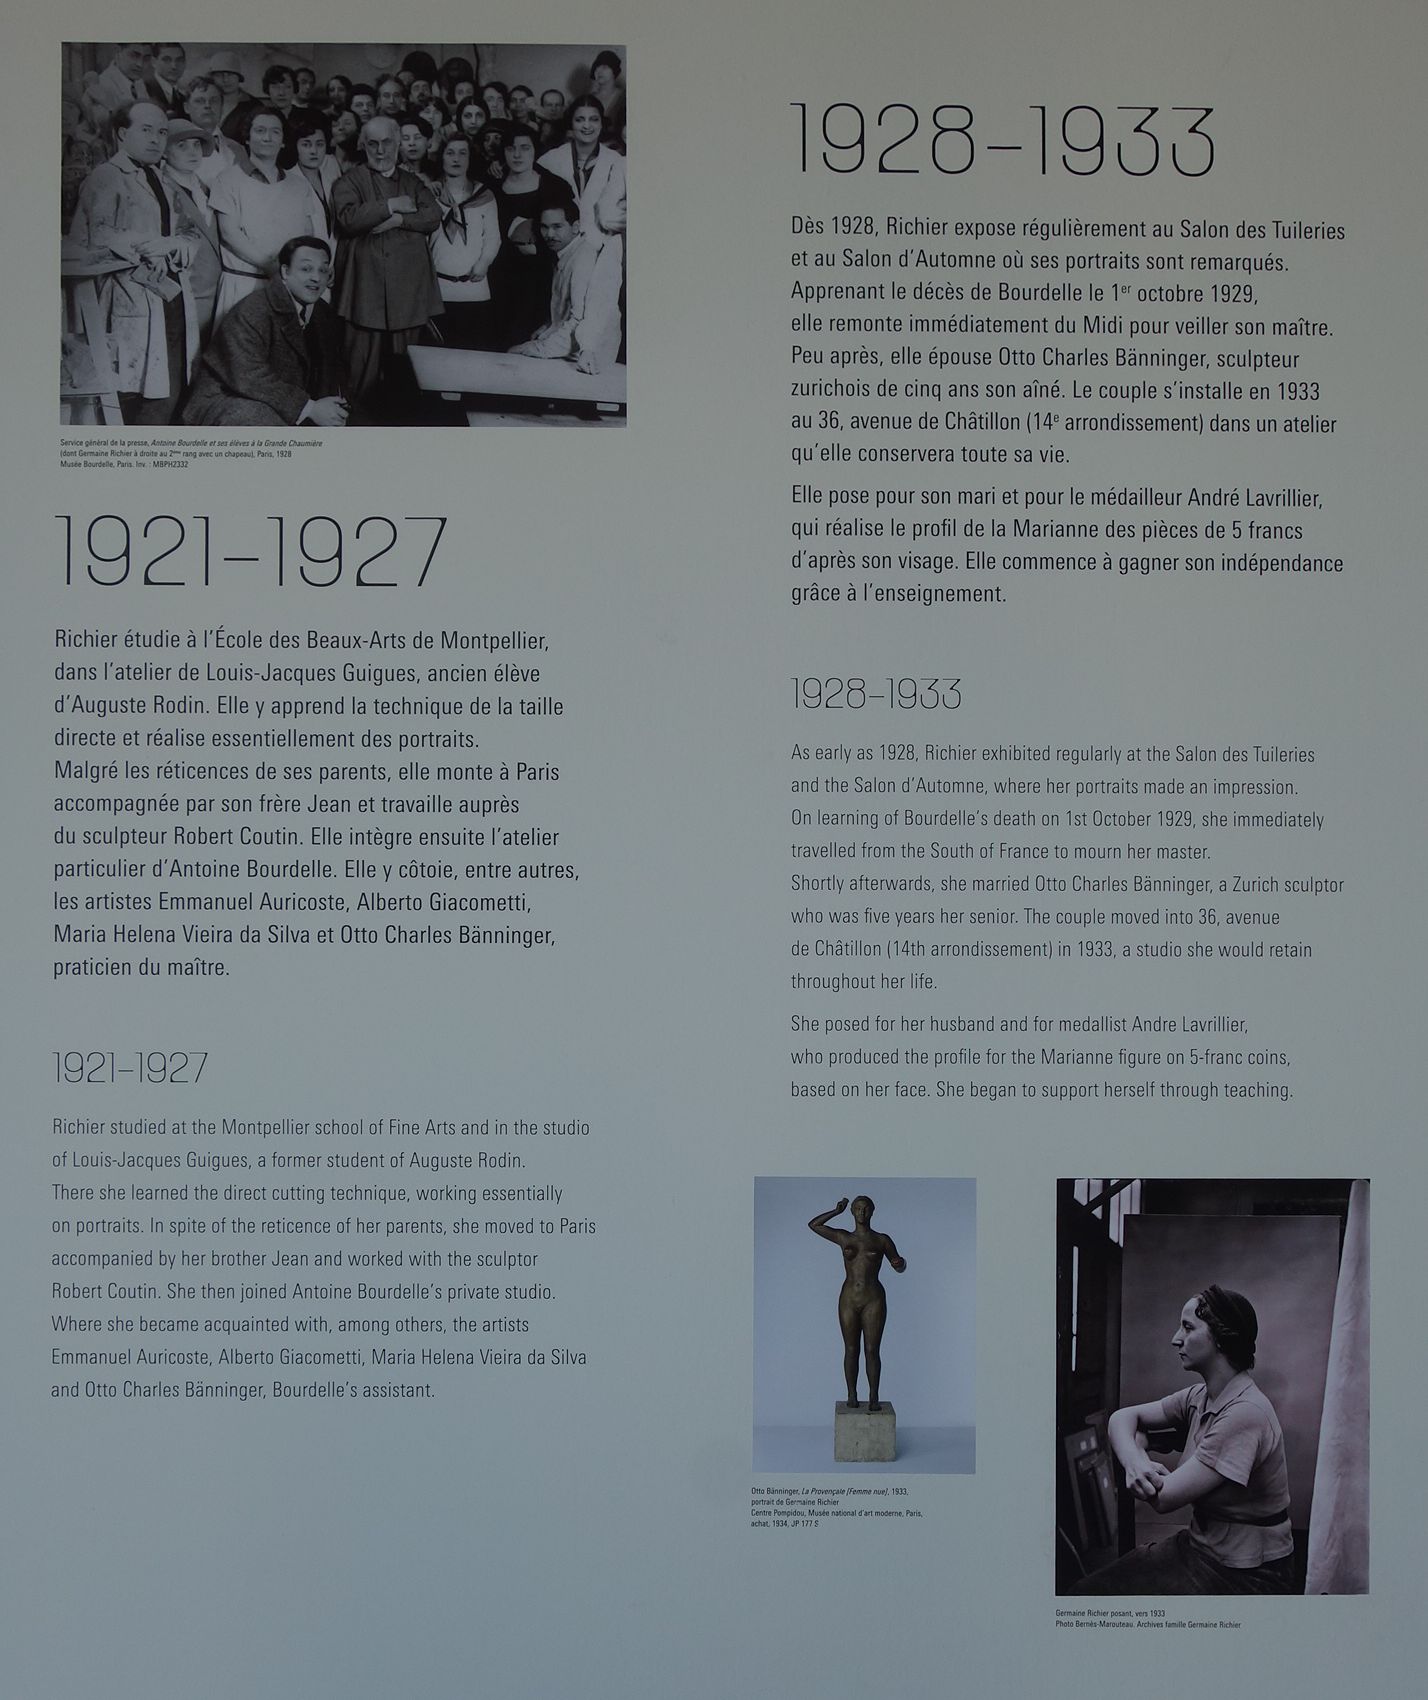 Service général de la presse, Antoine Bourdelle et ses élèves à la Grande Chaumière
(dont Germaine Richier à droite au 2ème rang avec un chapeau), Paris, 1928
Musée Bourdelle, Paris. Inv. : MBPH2332
1921–1927
Richier étudie à l'École des Beaux-Arts de Montpellier,
dans l'atelier de Louis-Jacques Guigues, ancien élève
d'Auguste Rodin. Elle y apprend la technique de la taille
directe et réalise essentiellement des portraits.
Malgré les réticences de ses parents, elle monte à Paris
accompagnée par son frère Jean et travaille auprès
du sculpteur Robert Coutin. Elle intègre ensuite l'atelier
particulier d'Antoine Bourdelle. Elle y côtoie, entre autres,
les artistes Emmanuel Auricoste, Alberto Giacometti,
Maria Helena Vieira da Silva et Otto Charles Bänninger,
praticien du maître.
1921–1927
Richier studied at the Montpellier school of Fine Arts and in the studio
of Louis-Jacques Guigues, a former student of Auguste Rodin.
There she learned the direct cutting technique, working essentially
on portraits. In spite of the reticence of her parents, she moved to Paris
accompanied by her brother Jean and worked with the sculptor
Robert Coutin. She then joined Antoine Bourdelle's private studio.
Where she became acquainted with, among others, the artists
Emmanuel Auricoste, Alberto Giacometti, Maria Helena Vieira da Silva
and Otto Charles Bänninger, Bourdelle's assistant.
1928–1933
Dès 1928, Richier expose régulièrement au Salon des Tuileries
et au Salon d'Automne où ses portraits sont remarqués.
Apprenant le décès de Bourdelle le 1er octobre 1929,
elle remonte immédiatement du Midi pour veiller son maître.
Peu après, elle épouse Otto Charles Bänninger, sculpteur
zurichois de cinq ans son aîné. Le couple s'installe en 1933
au 36, avenue de Châtillon (14e arrondissement) dans un atelier
qu'elle conservera toute sa vie.
Elle pose pour son mari et pour le médailleur André Lavrillier,
qui réalise le profil de la Marianne des pièces de 5 francs
d'après son visage. Elle commence à gagner son indépendance
grâce à l'enseignement.
1928–1933
As early as 1928, Richier exhibited regularly at the Salon des Tuileries
and the Salon d'Automne, where her portraits made an impression.
On learning of Bourdelle's death on 1st October 1929, she immediately
travelled from the South of France to mourn her master.
Shortly afterwards, she married Otto Charles Bänninger, a Zurich sculptor
who was five years her senior. The couple moved into 36, avenue
de Châtillon (14th arrondissement) in 1933, a studio she would retain
throughout her life.
She posed for her husband and for medallist Andre Lavrillier,
who produced the profile for the Marianne figure on 5-franc coins,
based on her face. She began to support herself through teaching.
Otto Bänninger, La Provençale [Femme nue], 1933,
portrait de Germaine Richier
Centre Pompidou, Musée national d'art moderne, Paris,
achat, 1934, JP 177 S
Germaine Richier posant, vers 1933
Photo Bernès-Marouteau. Archives famille Germaine Richier